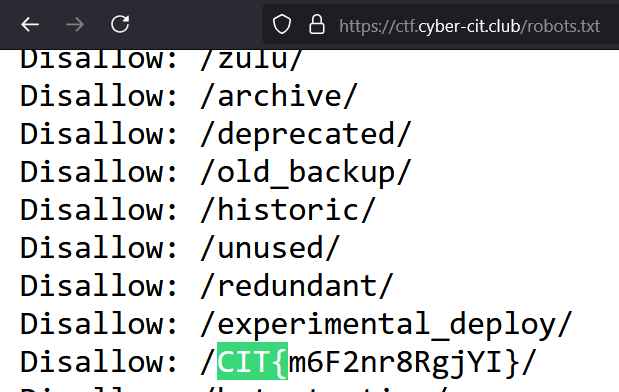 https://ctf.cyber-cit.club/robots.txt
Disallow: /zulu/
Disallow: /archive/
Disallow: /deprecated/
Disallow: /old_backup/
Disallow: /historic/
Disallow: /unused/
Disallow: /redundant/
Disallow: /experimental_deploy/
Disallow: /CIT{m6F2nr8RgjYI}/